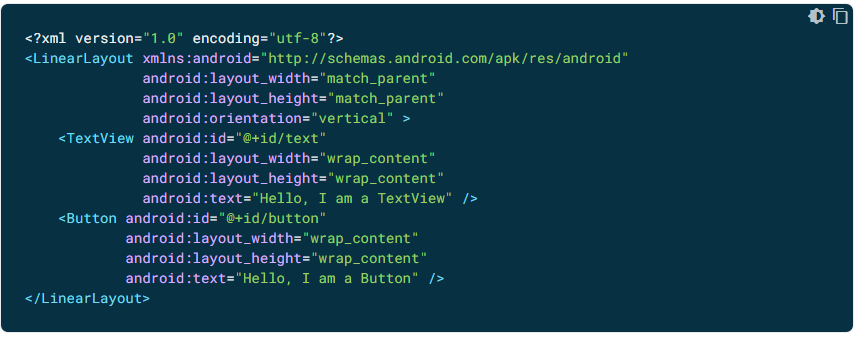 <?xml version="1.0" encoding="utf-8"?>
<LinearLayout xmlns:android="http://schemas.android.com/apk/res/android"
              android:layout_width="match_parent"
              android:layout_height="match_parent"
              android:orientation="vertical" >
    <TextView android:id="@+id/text"
              android:layout_width="wrap_content"
              android:layout_height="wrap_content"
              android:text="Hello, I am a TextView" />
    <Button android:id="@+id/button"
            android:layout_width="wrap_content"
            android:layout_height="wrap_content"
            android:text="Hello, I am a Button" />
</LinearLayout>